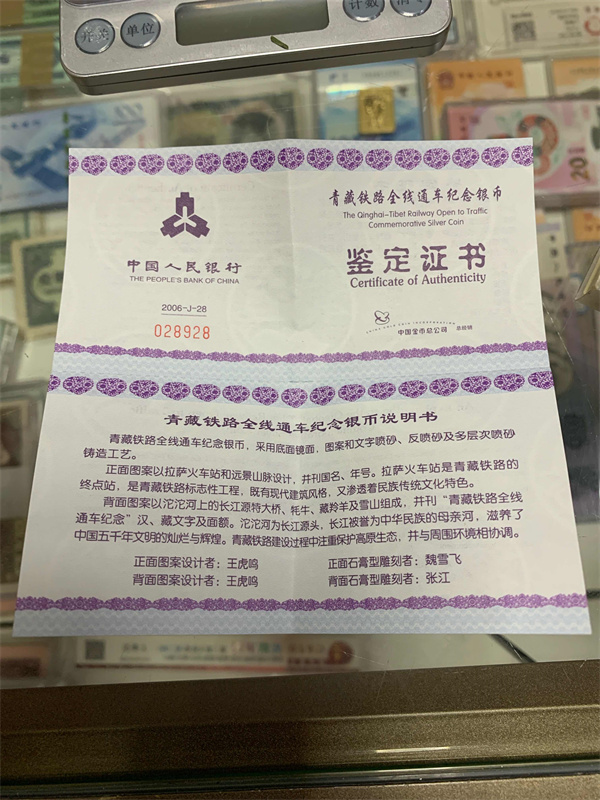 开关
单位
计数
中国人民银行
THE PEOPLE'S BANK OF CHINA
2006-J-28
028928
青藏铁路全线通车纪念银币
The Qinghai-Tibet Railway Open to Traffic
Commemorative Silver Coin
鉴定证书
Certificate of Authenticity
CHINA GOLD COIN INCORPORATION
中国金币总公司 总经销
青藏铁路全线通车纪念银币说明书
青藏铁路全线通车纪念银币，采用底面镜面，图案和文字喷砂、反喷砂及多层次喷砂
铸造工艺。
正面图案以拉萨火车站和远景山脉设计，并刊国名、年号。拉萨火车站是青藏铁路的
终点站，是青藏铁路标志性工程，既有现代建筑风格，又渗透着民族传统文化特色。
背面图案以沱沱河上的长江源特大桥、牦牛、藏羚羊及雪山组成，并刊“青藏铁路全线
通车纪念”汉、藏文字及面额。沱沱河为长江源头，长江被誉为中华民族的母亲河，滋养了
中国五千年文明的灿烂与辉煌。青藏铁路建设过程中注重保护高原生态，并与周围环境相协调。
正面图案设计者：王虎鸣 正面石膏型雕刻者：魏雪飞
背面图案设计者：王虎鸣 背面石膏型雕刻者：张江